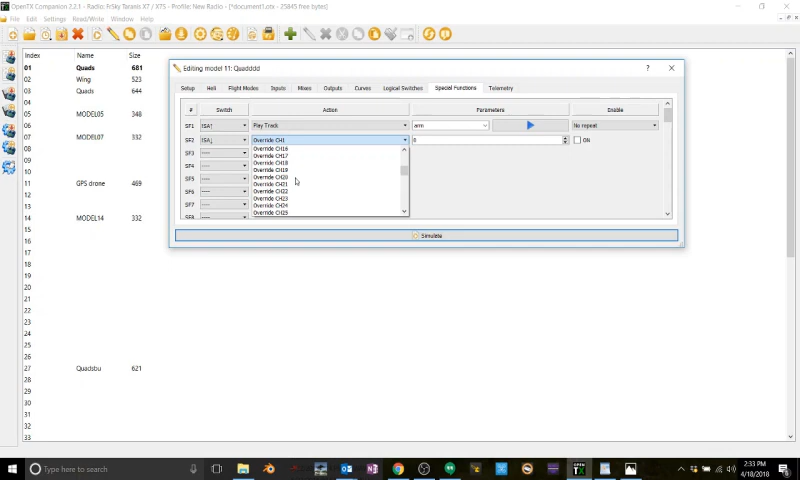 OpenTX Companion 2.2.1 - Radio: FrSky Taranis X7 / X7S - Profile: New Radio - [*document1.otx - 25845 free bytes]
File Edit Settings Read/Write Window Help
Index Name Size
01 Quads 681
02 Wing 523
03 Quads 644
04
05 MODEL05 348
06
07 MODEL07 332
08
09
10
11 GPS drone 469
12
13
14 MODEL14 332
15
16
17
18
19
20
21
22
23
24
25
26
27 Quadsbu 621
28
29
30
31
32
33
Editing model 11: Quadddd
Setup Heli Flight Modes Inputs Mixes Outputs Curves Logical Switches Special Functions Telemetry
# Switch Action Parameters Enable
SF1 !SA↑ Play Track arm No repeat
SF2 !SA↓ Override CH1 0 ON
SF3 ----
SF4 ----
SF5 ----
SF6 ----
SF7 ----
SF8 ----
Override CH16
Override CH17
Override CH18
Override CH19
Override CH20
Override CH21
Override CH22
Override CH23
Override CH24
Override CH25
Simulate
Type here to search
OPEN TX
2:33 PM
4/18/2018